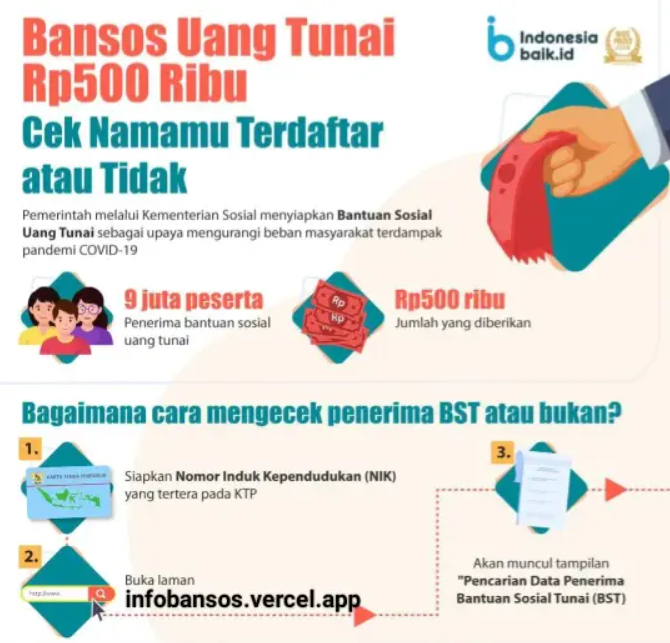 Bansos Uang Tunai
Rp500 Ribu
Indonesia
baik.id
Cek Namamu Terdaftar
atau Tidak
Pemerintah melalui Kementerian Sosial menyiapkan Bantuan Sosial
Uang Tunai sebagai upaya mengurangi beban masyarakat terdampak
pandemi COVID-19
9 juta peserta
Penerima bantuan sosial
uang tunai
Rp
Rp
Rp500 ribu
Jumlah yang diberikan
Bagaimana cara mengecek penerima BST atau bukan?
1.
Siapkan Nomor Induk Kependudukan (NIK)
yang tertera pada KTP
2.
http://www.
Buka laman
infobansos.vercel.app
3.
Akan muncul tampilan
"Pencarian Data Penerima
Bantuan Sosial Tunai (BST)